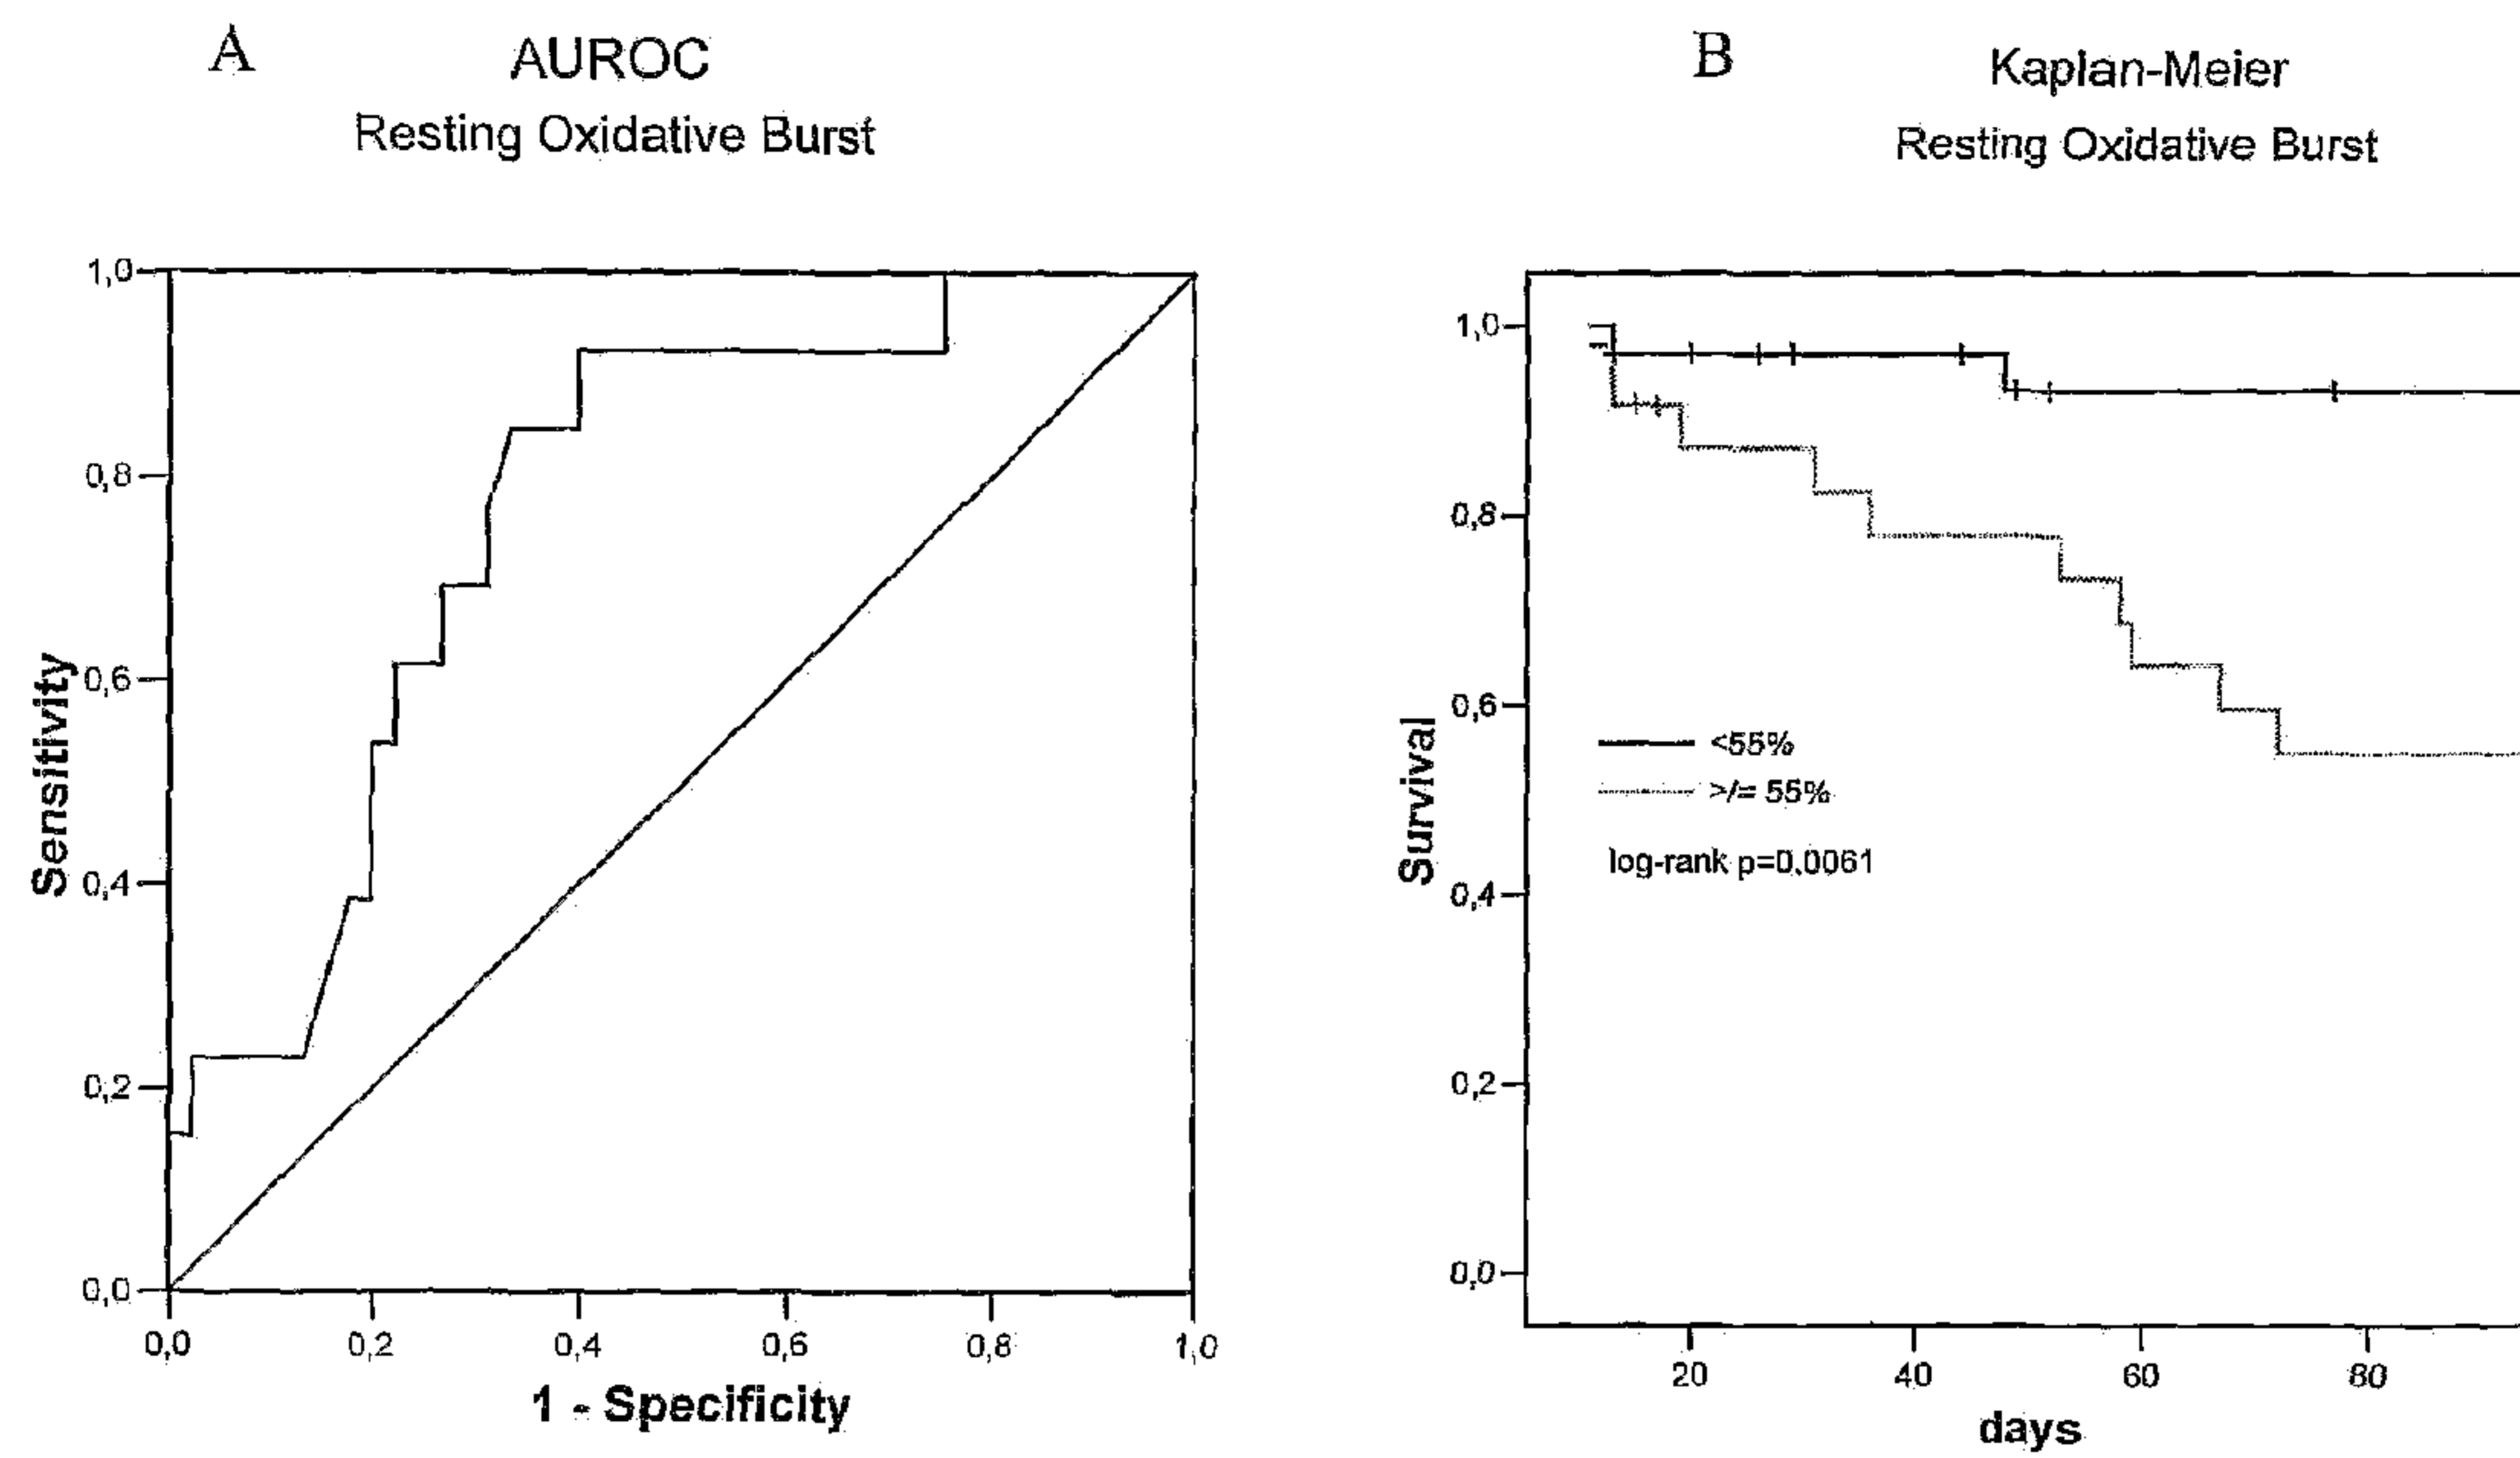 A
AUROC
Resting Oxidative Burst
1,0
0,8
0,6
0,4
0,2
0,0
Sensitivity
0,0 0,2 0,4 0,6 0,8 1,0
1 - Specificity
B
Kaplan-Meier
Resting Oxidative Burst
1,0
0,8
0,6
0,4
0,2
0,0
Survival
<55%
>/= 55%
log-rank p=0,0061
20 40 60 80
days